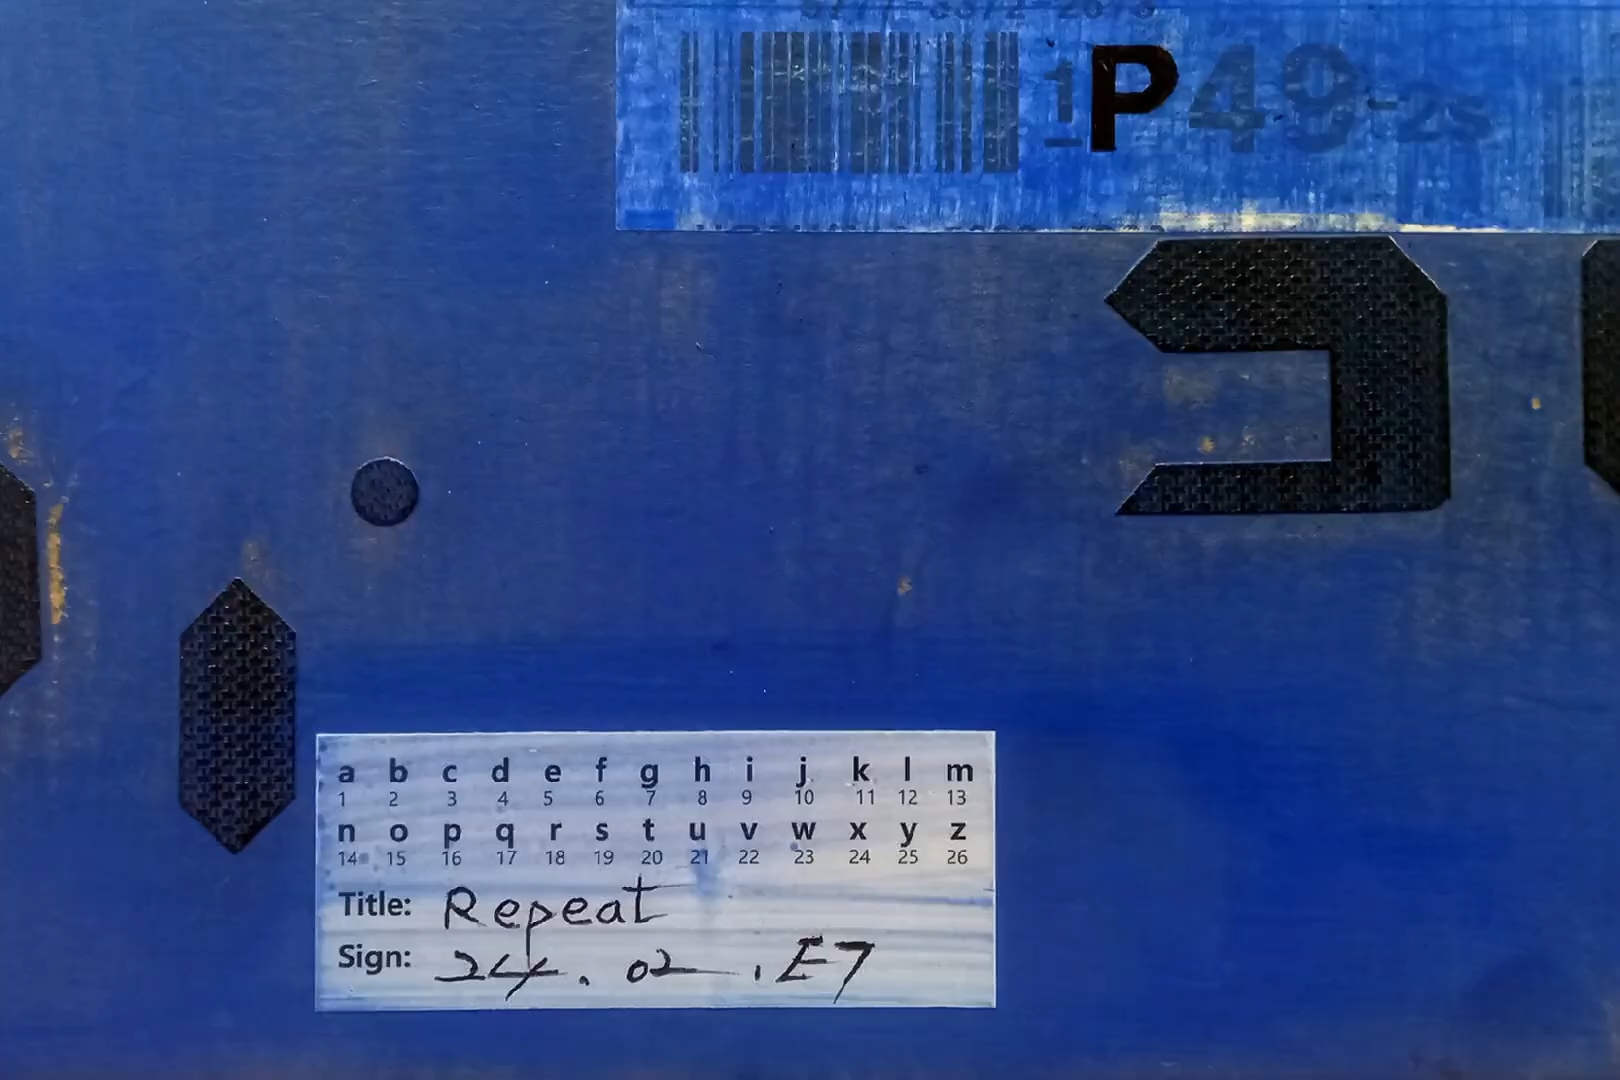 1P49-2s
a b c d e f g h i j k l m
1 2 3 4 5 6 7 8 9 10 11 12 13
n o p q r s t u v w x y z
14 15 16 17 18 19 20 21 22 23 24 25 26
Title: Repeat
Sign: 24.02.E7